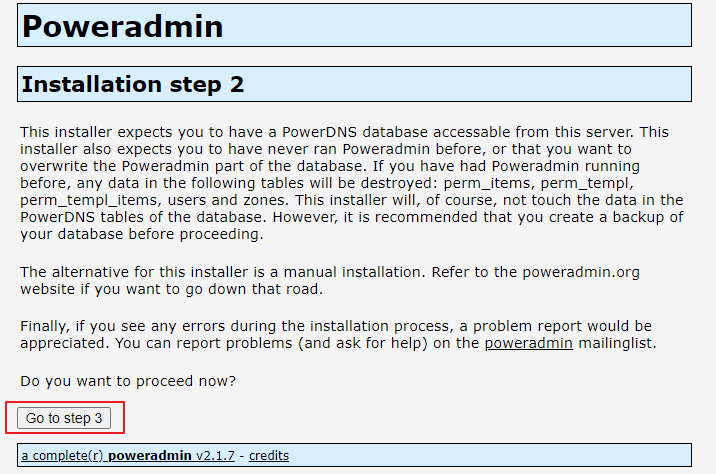 Poweradmin
Installation step 2
This installer expects you to have a PowerDNS database accessable from this server. This
installer also expects you to have never ran Poweradmin before, or that you want to
overwrite the Poweradmin part of the database. If you have had Poweradmin running
before, any data in the following tables will be destroyed: perm_items, perm_templ,
perm_templ_items, users and zones. This installer will, of course, not touch the data in the
PowerDNS tables of the database. However, it is recommended that you create a backup of
your database before proceeding.
The alternative for this installer is a manual installation. Refer to the poweradmin.org
website if you want to go down that road.
Finally, if you see any errors during the installation process, a problem report would be
appreciated. You can report problems (and ask for help) on the poweradmin mailinglist.
Do you want to proceed now?
Go to step 3
a complete(r) poweradmin v2.1.7 - credits